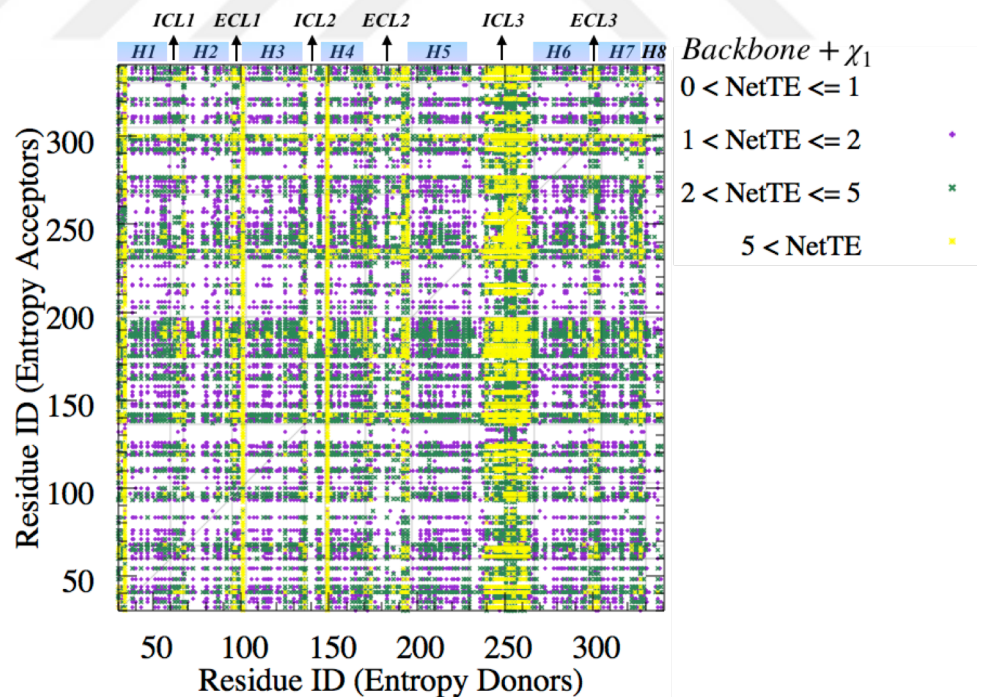 ICL1 ECL1 ICL2 ECL2 ICL3 ECL3
H1 H2 H3 H4 H5 H6 H7 H8
Backbone + χ₁
0 < NetTE <= 1
1 < NetTE <= 2
2 < NetTE <= 5
5 < NetTE
Residue ID (Entropy Acceptors)
300
250
200
150
100
50
50 100 150 200 250 300
Residue ID (Entropy Donors)